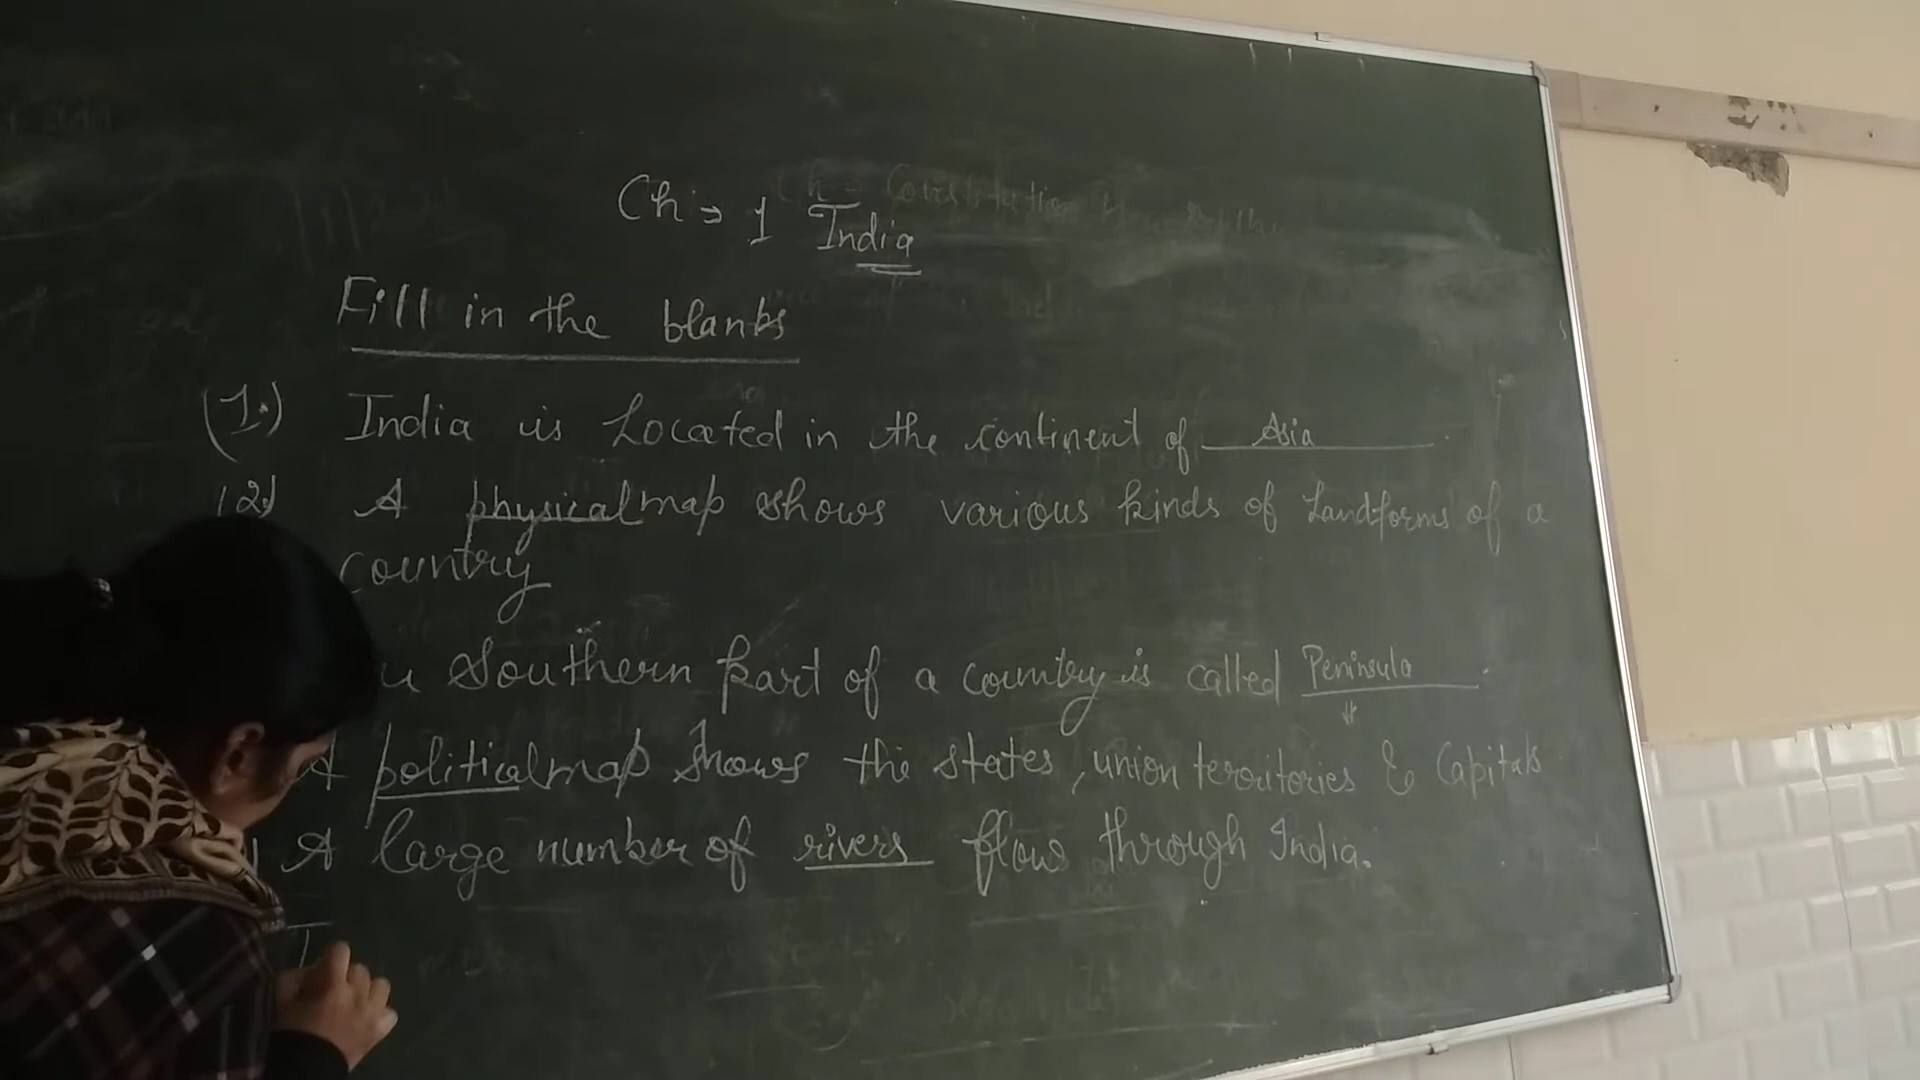 Ch ⇒ 1 India
Fill in the blanks
(1.) India is Located in the continent of Asia.
(2) A physical map shows various kinds of Landforms of a
country
Southern part of a country is called Peninsula.
A political map shows the states, union territories & Capitals
A large number of rivers flow through India.